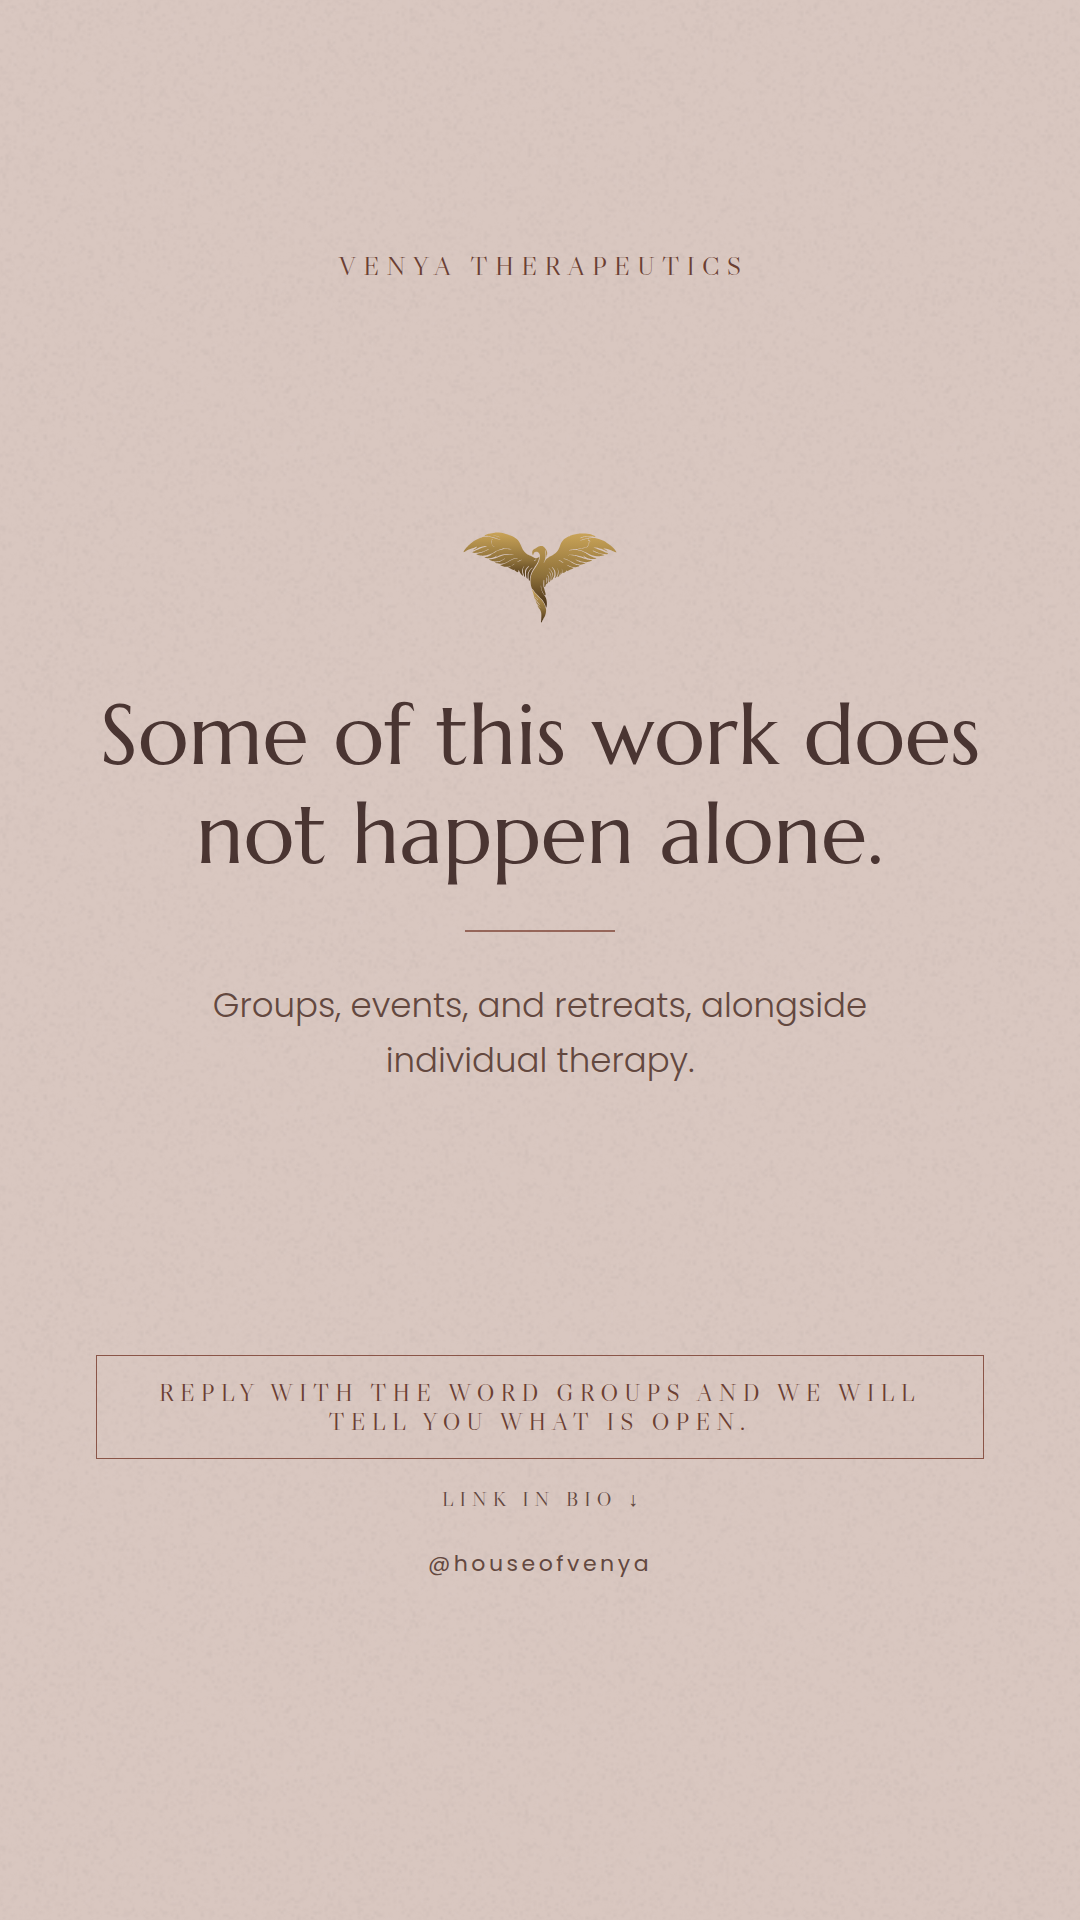 VENYA THERAPEUTICS
Some of this work does
not happen alone.
Groups, events, and retreats, alongside
individual therapy.
REPLY WITH THE WORD GROUPS AND WE WILL
TELL YOU WHAT IS OPEN.
LINK IN BIO ↓
@houseofvenya